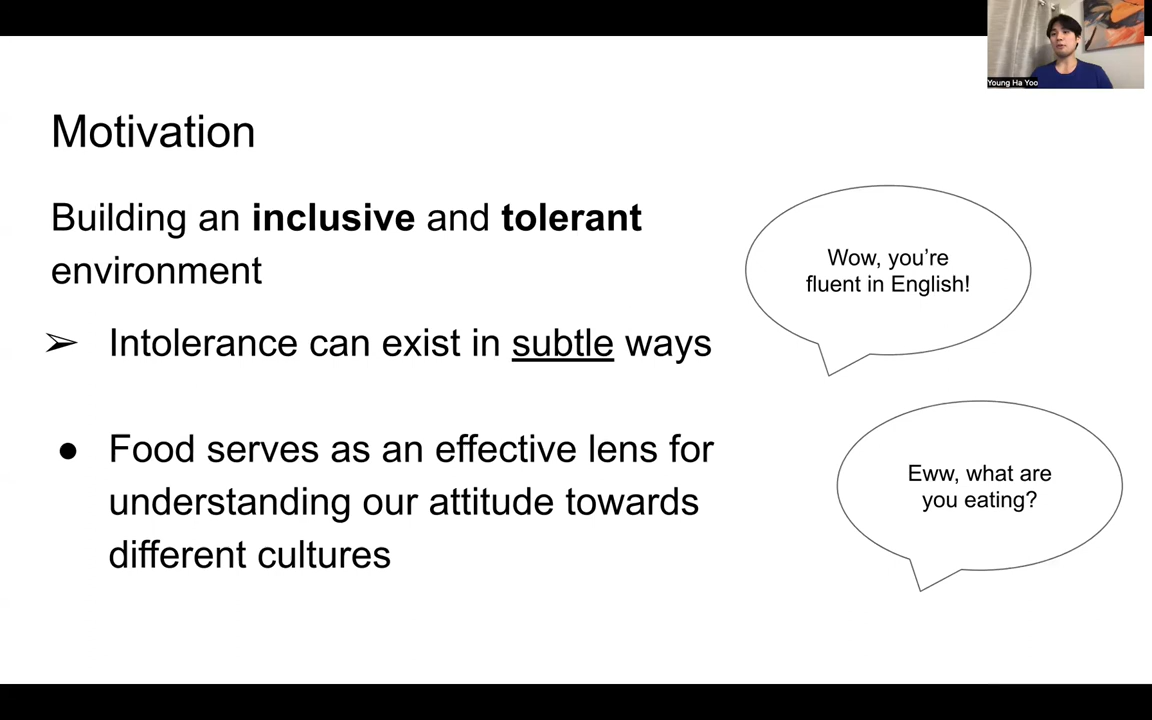 Young Ha Yoo
Motivation
Building an inclusive and tolerant
environment
➢ Intolerance can exist in subtle ways
● Food serves as an effective lens for
understanding our attitude towards
different cultures
Wow, you’re
fluent in English!
Eww, what are
you eating?